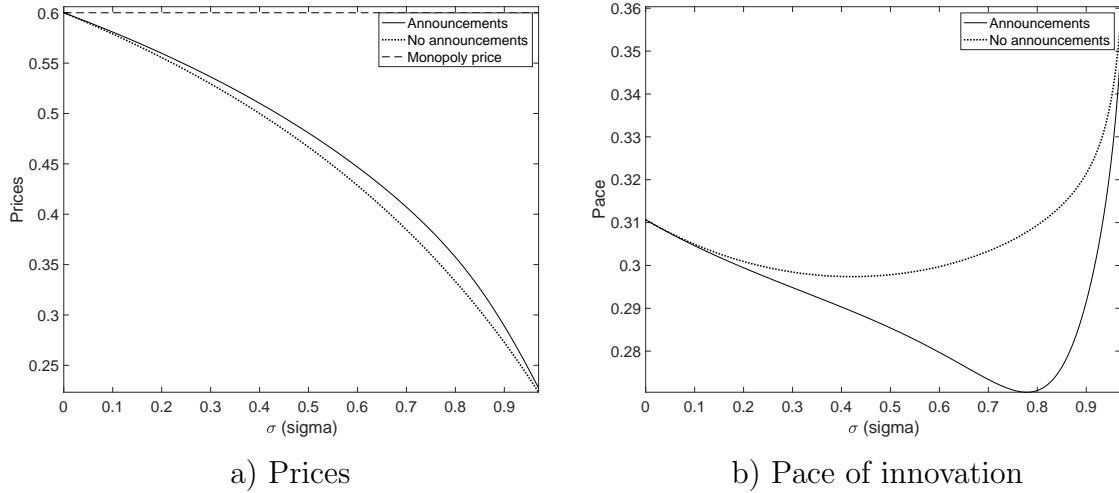 0.6
0.55
0.5
0.45
0.4
0.35
0.3
0.25
Prices
0 0.1 0.2 0.3 0.4 0.5 0.6 0.7 0.8 0.9
σ (sigma)
Announcements
No announcements
Monopoly price
a) Prices
0.36
0.35
0.34
0.33
0.32
0.31
0.3
0.29
0.28
Pace
0 0.1 0.2 0.3 0.4 0.5 0.6 0.7 0.8 0.9
σ (sigma)
Announcements
No announcements
b) Pace of innovation